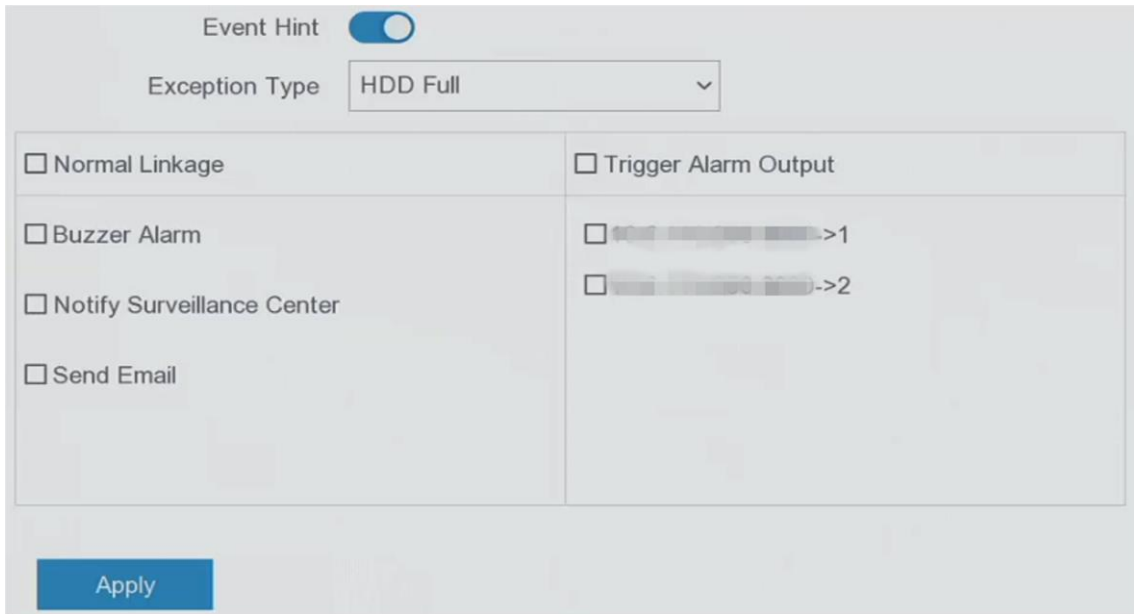 Event Hint
Exception Type
HDD Full
Normal Linkage
Trigger Alarm Output
Buzzer Alarm
->1
Notify Surveillance Center
->2
Send Email
Apply